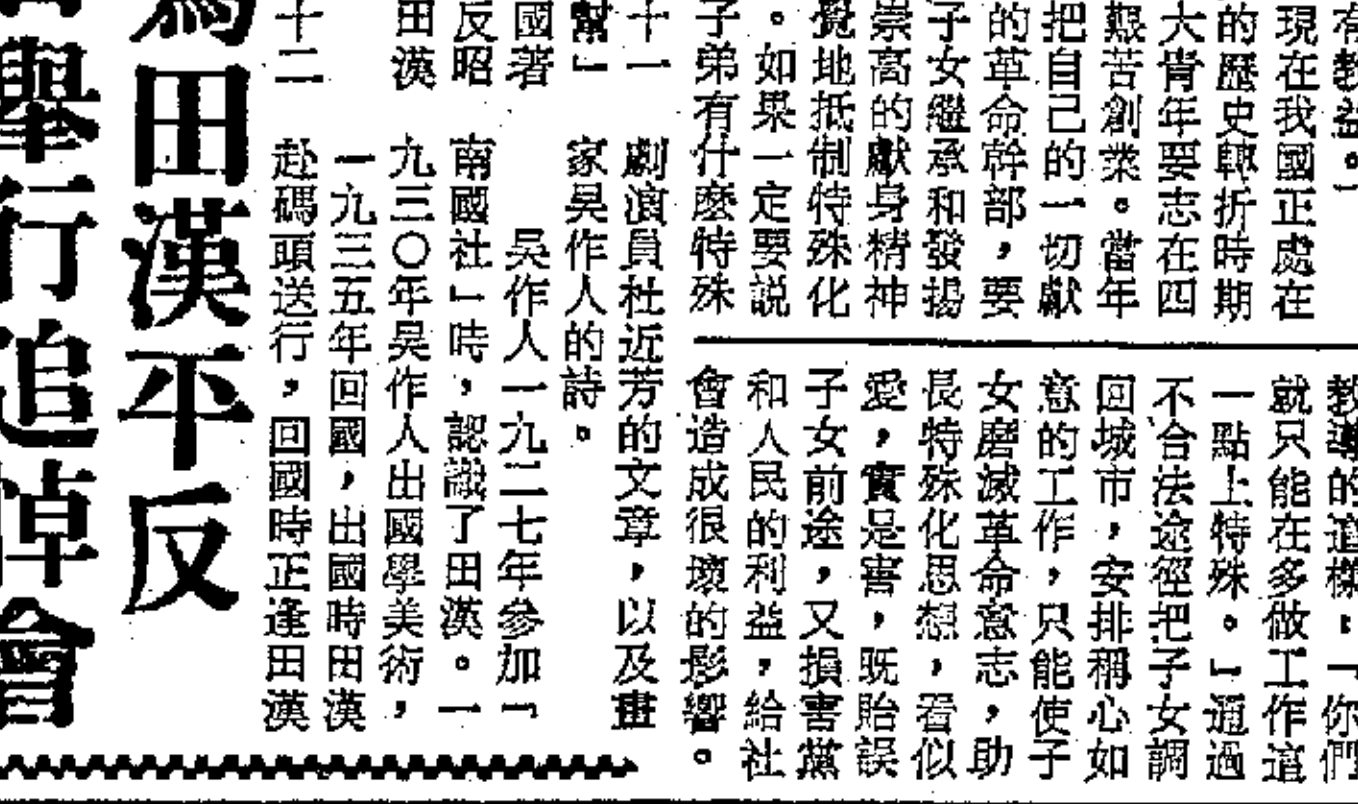 有教益。」
現在我國正處在
的歷史轉折時期
大青年要志在四
艱苦創業。當年
把自己的一切獻
的革命幹部,要
子女繼承和發揚
崇高的獻身精神
覺地抵制特殊化
。如果一定要説
子弟有什麽特殊
教導的這樣:「你們
就只能在多做工作這
一點上特殊。」通過
不合法途徑把子女調
回城市,安排稱心如
意的工作,只能使子
女磨滅革命意志,助
長特殊化思想,看似
愛,實是害,既貽誤
子女前途,又損害黨
和人民的利益,給社
會造成很壞的影響。
田漢平反
舉行追悼會
十一
幫」
國著
反昭
田漢
十二
劇演員杜近芳的文章,以及畫
家吳作人的詩。
吳作人一九二七年參加「
南國社」時,認識了田漢。一
九三〇年吳作人出國學美術,
一九三五年回國,出國時田漢
赴碼頭送行,回國時正逢田漢